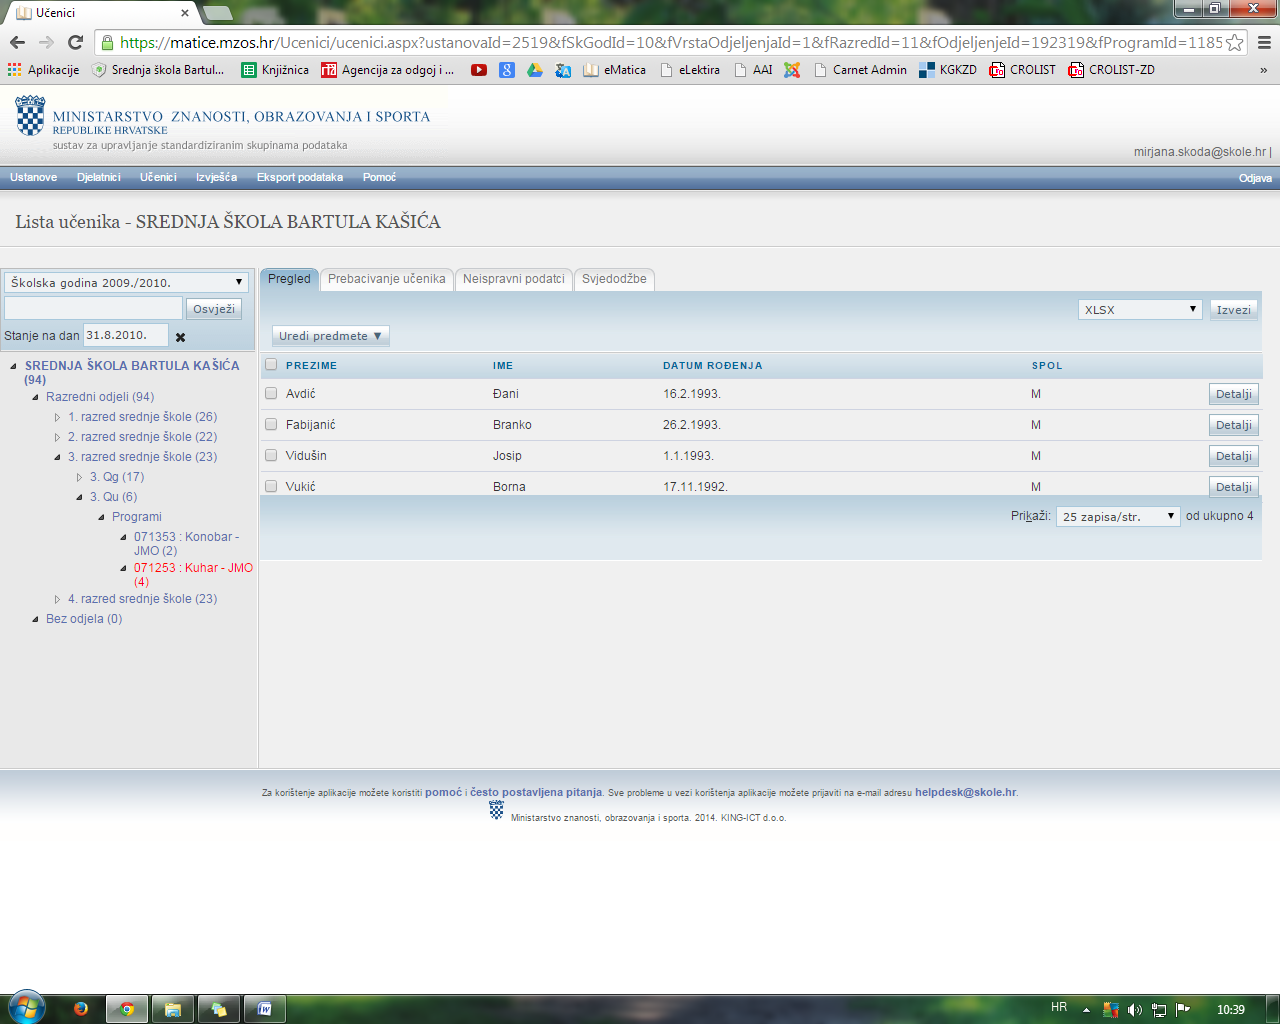 Učenici
https://matice.mzos.hr/Ucenici/ucenici.aspx?ustanovaId=2519&fSkGodId=10&fVrstaOdjeljenjaId=1&fRazredId=11&fOdjeljenjeId=192319&fProgramId=1185
Aplikacije Srednja škola Bartul... Knjižnica Agencija za odgoj i ... eMatica eLektira AAI Carnet Admin KGKZD CROLIST CROLIST-ZD »
MINISTARSTVO ZNANOSTI, OBRAZOVANJA I SPORTA
REPUBLIKE HRVATSKE
sustav za upravljanje standardiziranim skupinama podataka
mirjana.skoda@skole.hr |
Ustanove Djelatnici Učenici Izvješća Eksport podataka Pomoć Odjava
Lista učenika - SREDNJA ŠKOLA BARTULA KAŠIĆA
Školska godina 2009./2010.
Osvježi
Stanje na dan 31.8.2010.
SREDNJA ŠKOLA BARTULA KAŠIĆA
(94)
Razredni odjeli (94)
1. razred srednje škole (26)
2. razred srednje škole (22)
3. razred srednje škole (23)
3. Qg (17)
3. Qu (6)
Programi
071353 : Konobar -
JMO (2)
071253 : Kuhar - JMO
(4)
4. razred srednje škole (23)
Bez odjela (0)
Pregled Prebacivanje učenika Neispravni podatci Svjedodžbe
XLSX Izvezi
Uredi predmete ▼
PREZIME IME DATUM ROĐENJA SPOL
Avdić Đani 16.2.1993. M Detalji
Fabijanić Branko 26.2.1993. M Detalji
Vidušin Josip 1.1.1993. M Detalji
Vukić Borna 17.11.1992. M Detalji
Prikaži: 25 zapisa/str. od ukupno 4
Za korištenje aplikacije možete koristiti pomoć i često postavljena pitanja. Sve probleme u vezi korištenja aplikacije možete prijaviti na e-mail adresu helpdesk@skole.hr.
Ministarstvo znanosti, obrazovanja i sporta. 2014. KING-ICT d.o.o.
HR 10:39